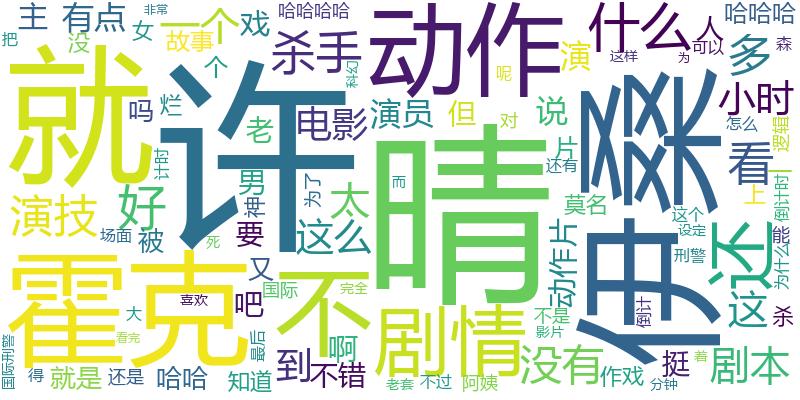 主
有点
非常
一个
戏
哈哈哈哈
什么
人
哈哈哈
把
没
女
故事
杀手
动作
演
这样
可以
森
个
科幻
呢
为
多
就
许
吗
烂
电影
演员
但
说
对
小时
怎么
老
片
还有
看
逻辑
计时
男
为了
而
晴
伊桑
莫名
上
倒计时
演技
好
神
太
这个
设定
能
场面
被
要
这么
动作片
刑警
还
为什么
死
又
霍克
喜欢
吧
国际
完全
不
剧情
不是
影片
倒计
这
杀
大
国际刑警
看完
最后
啊
到
不错
没有
挺
剧本
得
就是
还是
哈哈
知道
老套
不过
阿姨
作戏
分钟
着